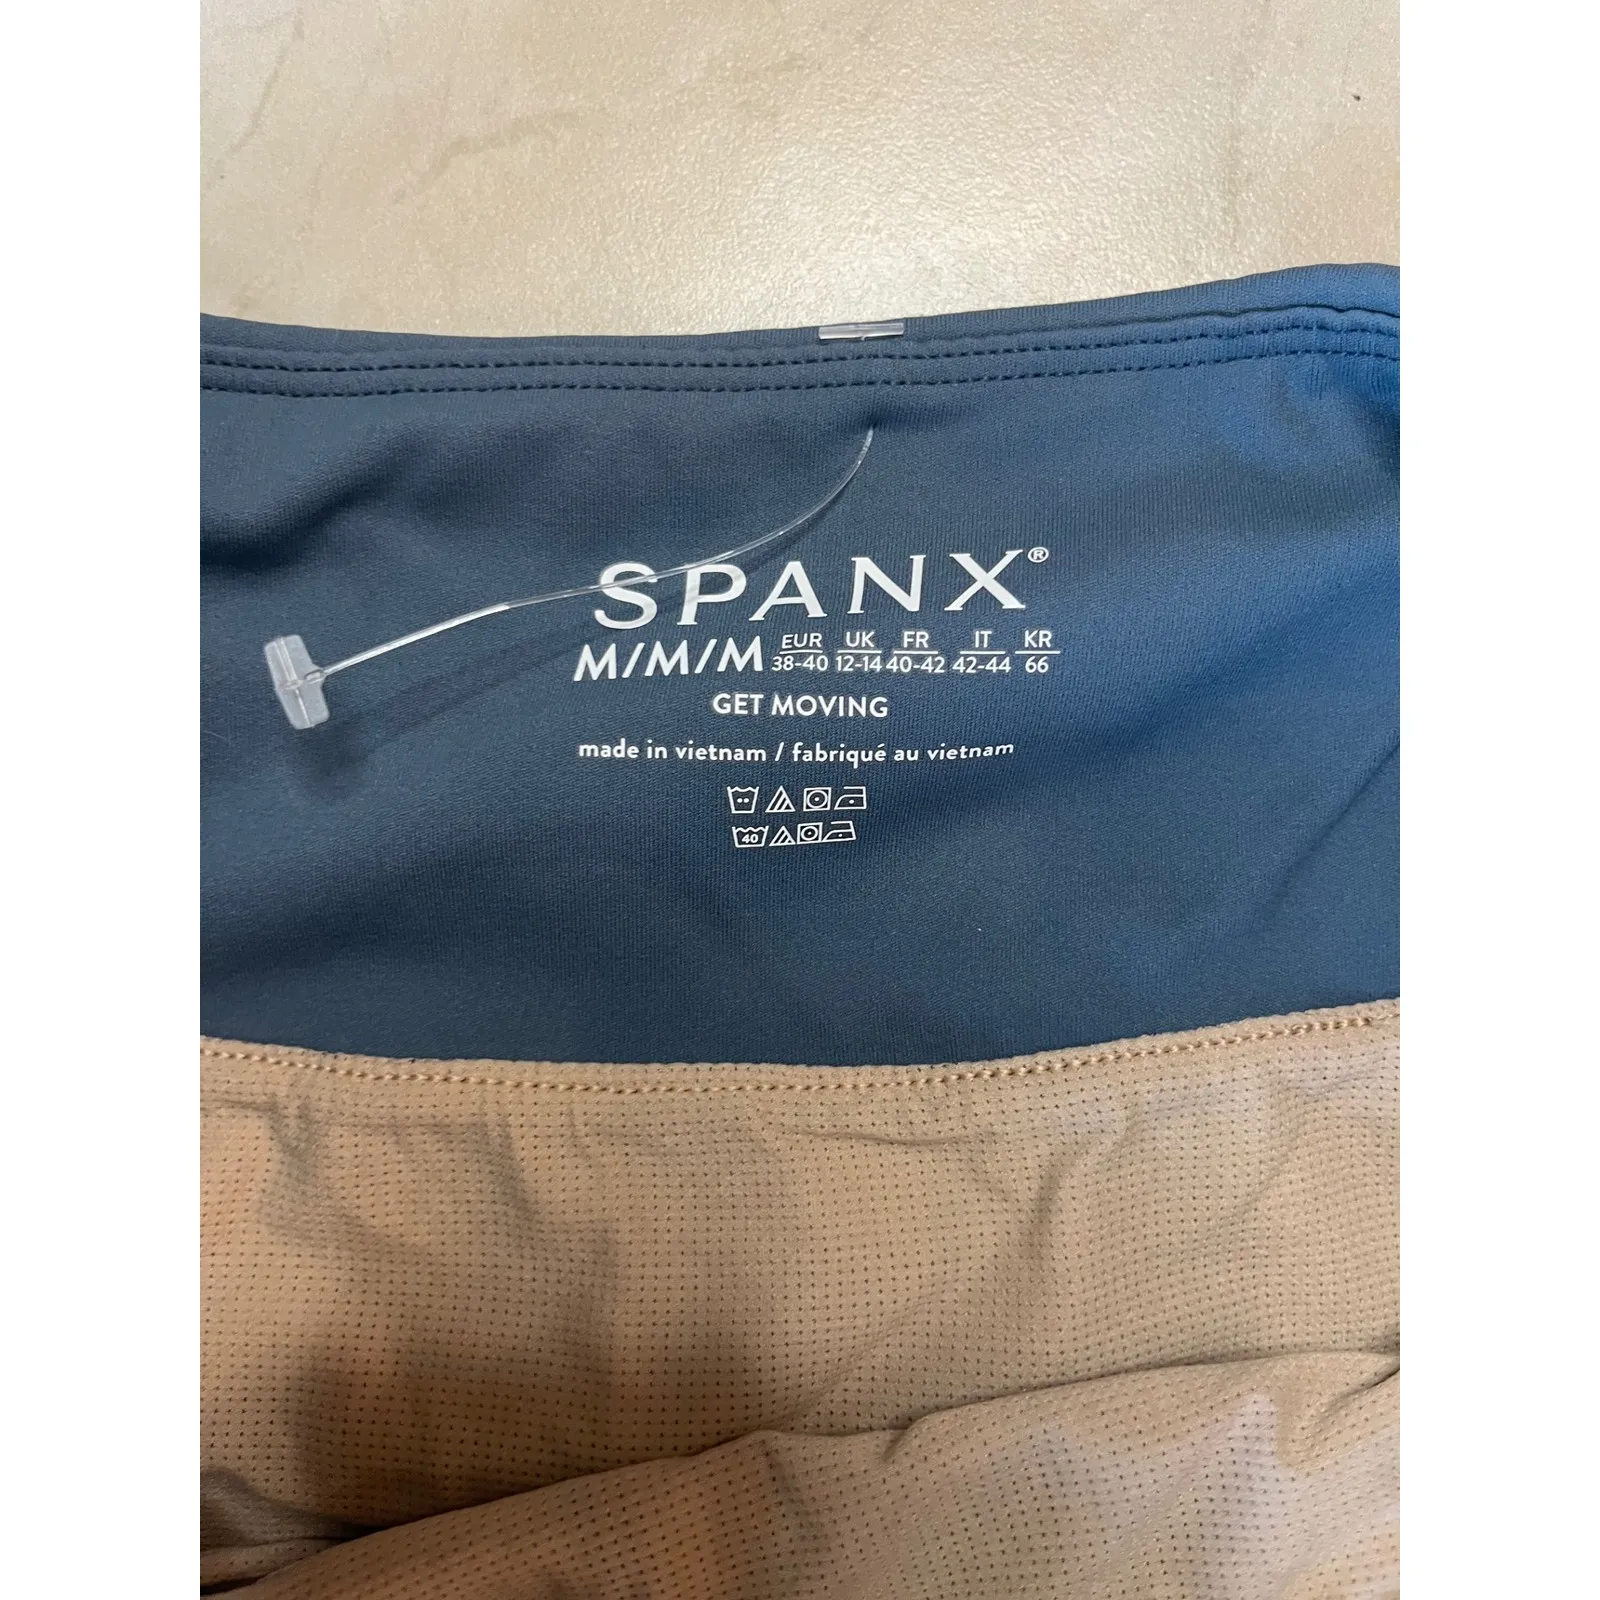 SPANX®
M/M/M EUR 38-40 UK 12-14 FR 40-42 IT 42-44 KR 66
GET MOVING
made in vietnam / fabriqué au vietnam
40